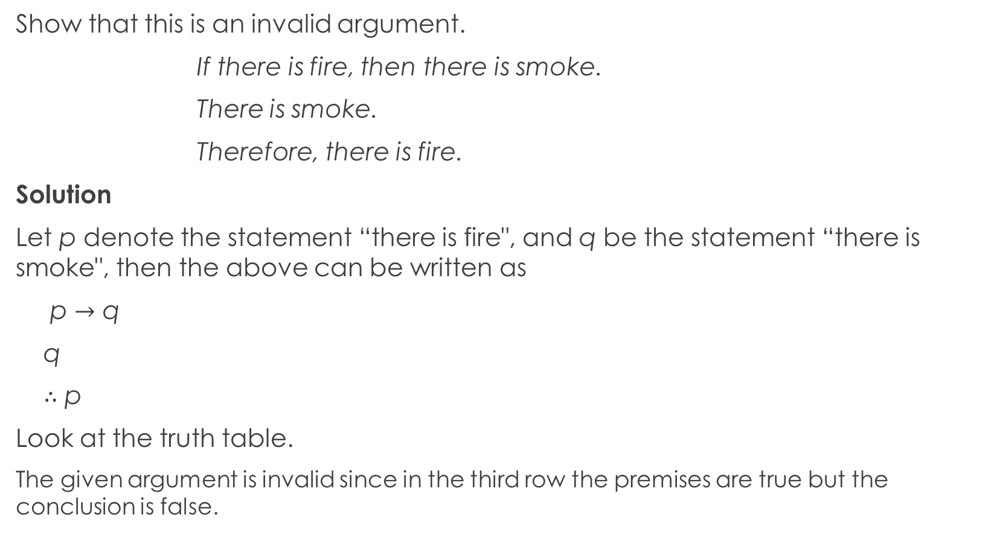 Show that this is an invalid argument.
If there is fire, then there is smoke.
There is smoke.
Therefore, there is fire.
Solution
Let p denote the statement “there is fire", and q be the statement “there is
smoke", then the above can be written as
p → q
q
∴ p
Look at the truth table.
The given argument is invalid since in the third row the premises are true but the
conclusion is false.